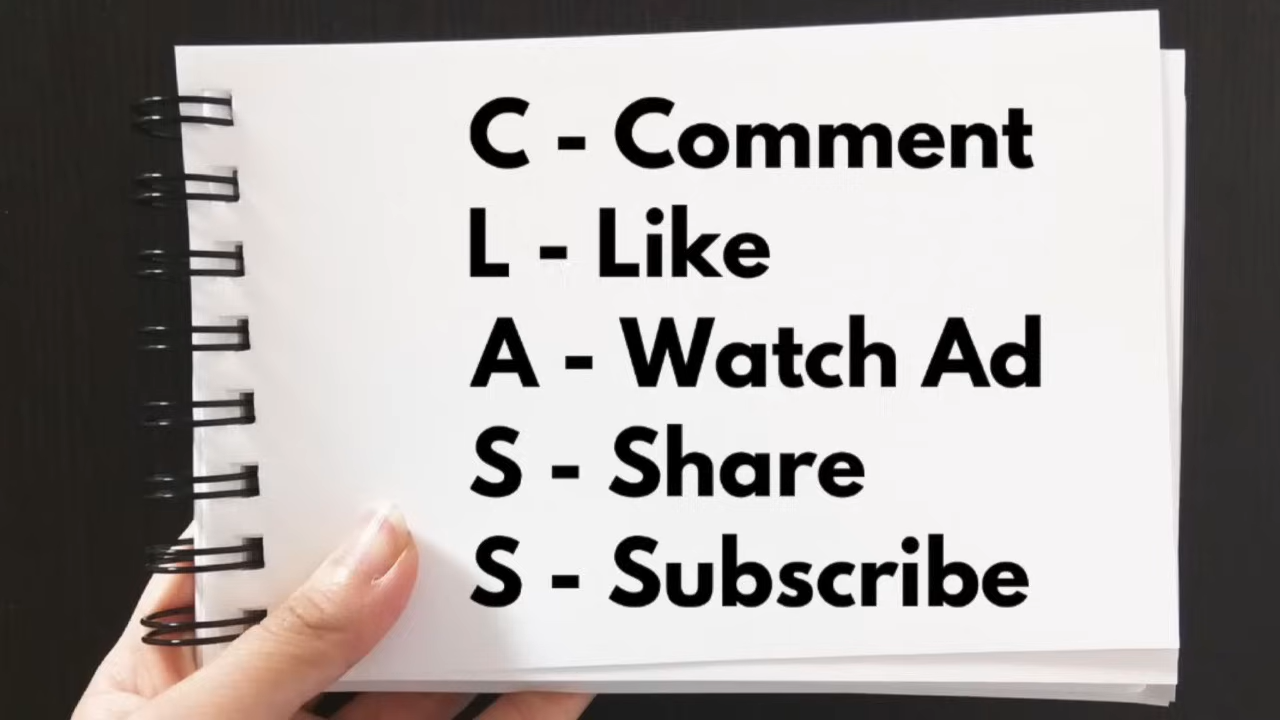 C - Comment
L - Like
A - Watch Ad
S - Share
S - Subscribe